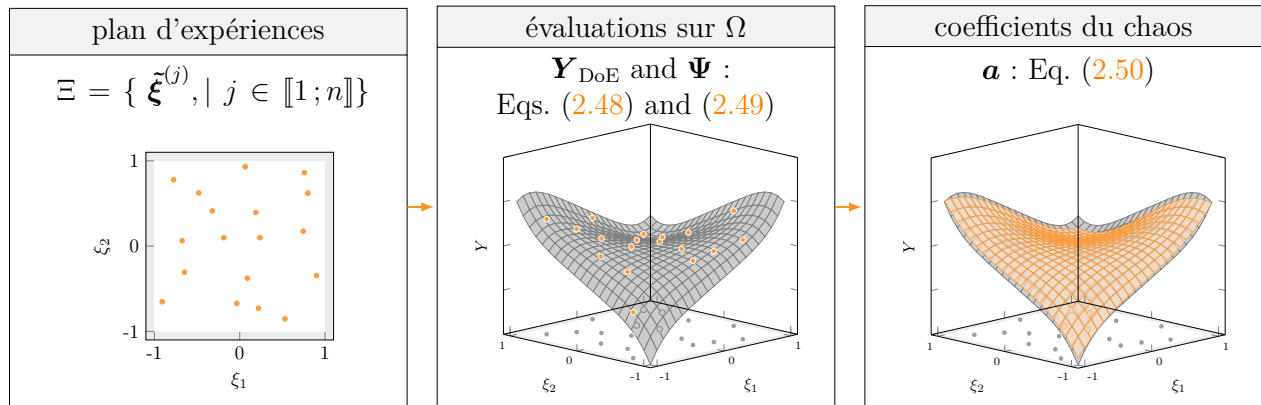 plan d'expériences
Ξ = { ξ̃^(j), | j ∈ ⟦1 ; n⟧}
1
0
-1
ξ₂
-1
0
1
ξ₁
évaluations sur Ω
Y_DoE and Ψ :
Eqs. (2.48) and (2.49)
Y
1
0
-1
-1
0
1
ξ₂
ξ₁
coefficients du chaos
a : Eq. (2.50)
Y
1
0
-1
-1
0
1
ξ₂
ξ₁